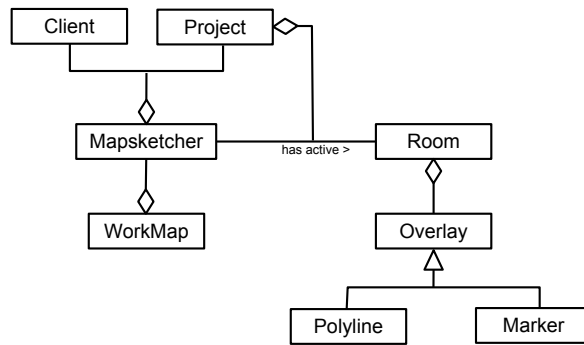 Client
Project
Mapsketcher
has active >
Room
WorkMap
Overlay
Polyline
Marker